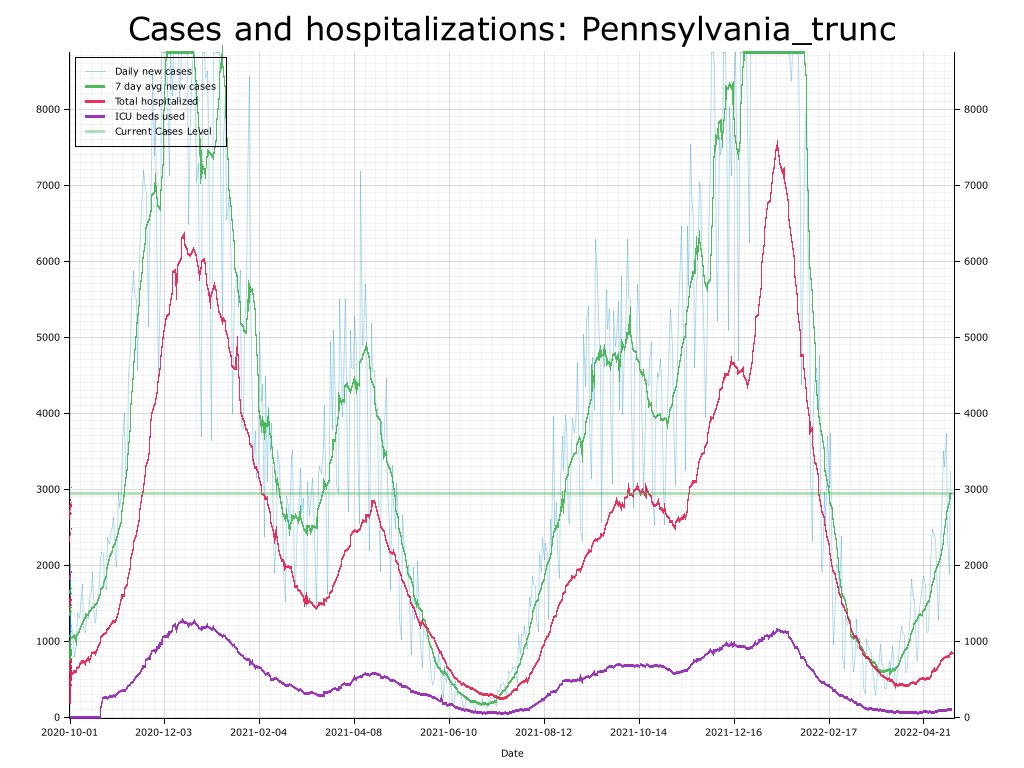 Cases and hospitalizations: Pennsylvania_trunc
Daily new cases
7 day avg new cases
Total hospitalized
ICU beds used
Current Cases Level
8000 8000
7000 7000
6000 6000
5000 5000
4000 4000
3000 3000
2000 2000
1000 1000
0 0
2020-10-01 2020-12-03 2021-02-04 2021-04-08 2021-06-10 2021-08-12 2021-10-14 2021-12-16 2022-02-17 2022-04-21
Date